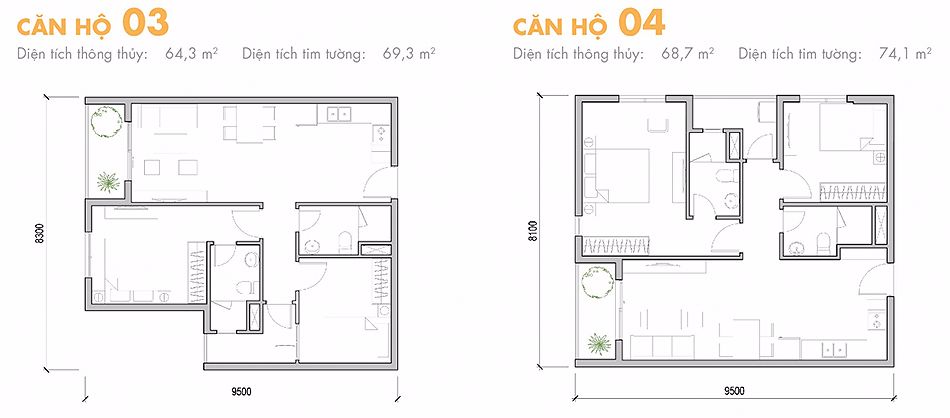 CĂN HỘ 03
Diện tích thông thủy: 64,3 m² Diện tích tim tường: 69,3 m²
8300
9500
CĂN HỘ 04
Diện tích thông thủy: 68,7 m² Diện tích tim tường: 74,1 m²
8100
9500